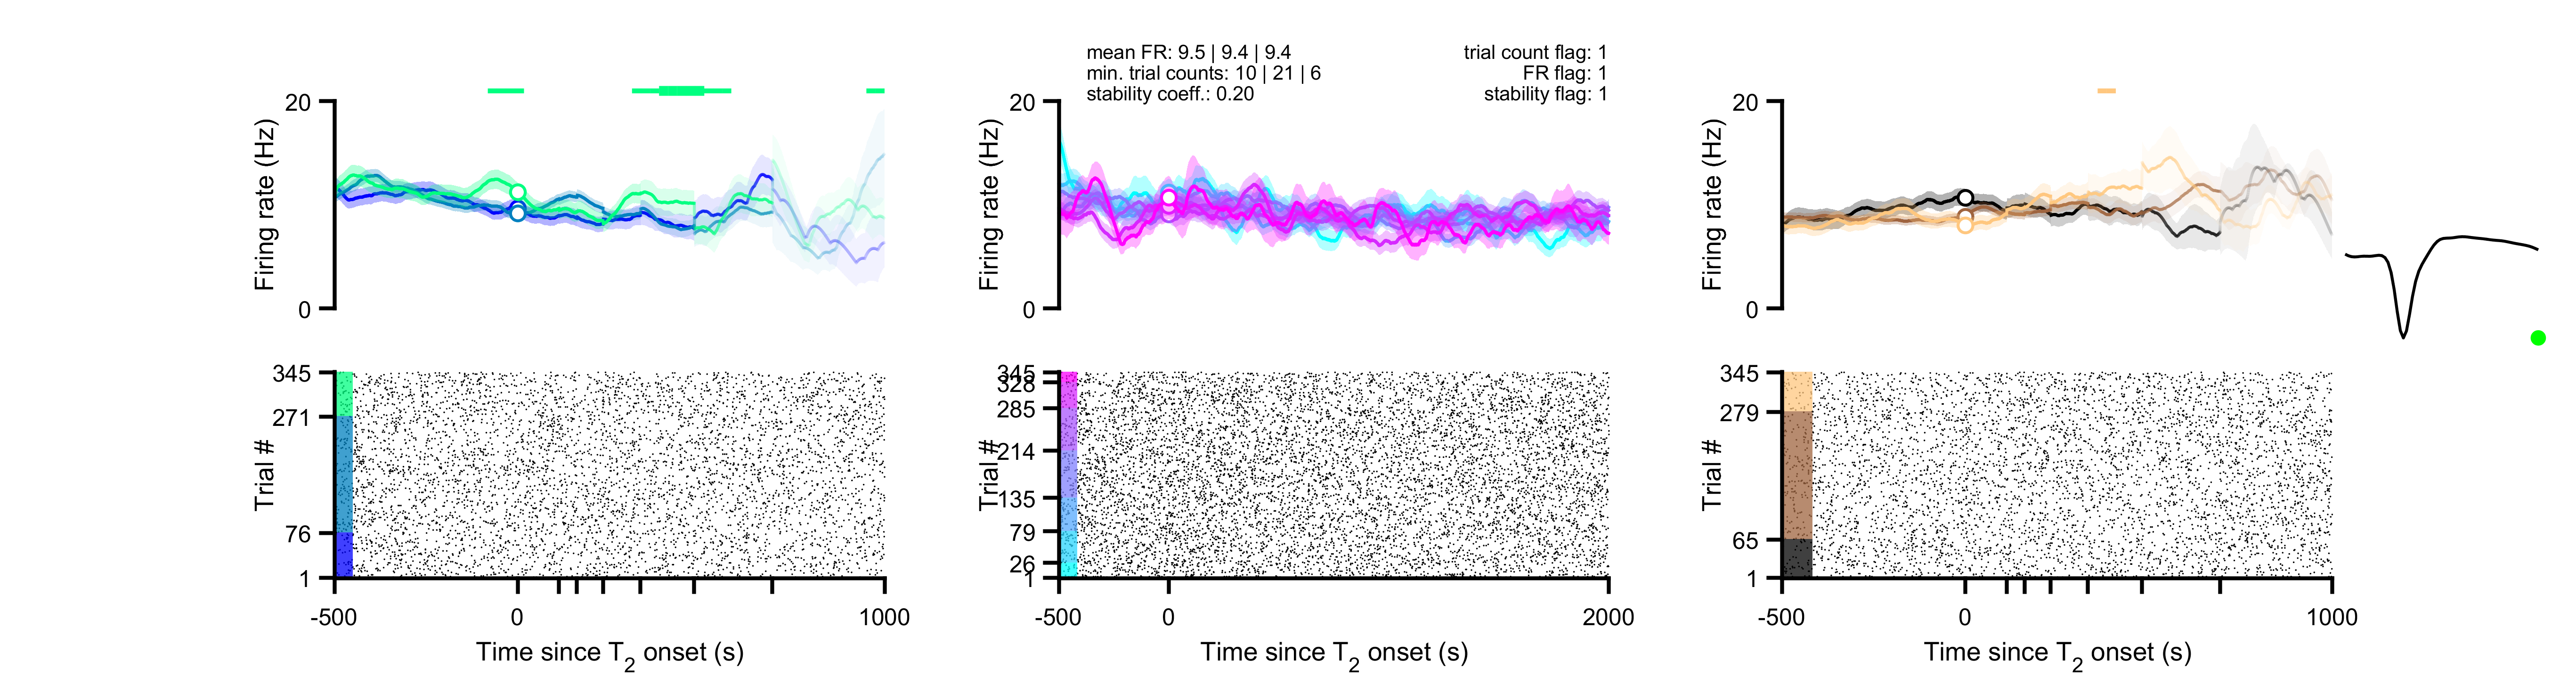 mean FR: 9.5 | 9.4 | 9.4
min. trial counts: 10 | 21 | 6
stability coeff.: 0.20
trial count flag: 1
FR flag: 1
stability flag: 1
20
Firing rate (Hz)
0
345
271
Trial #
76
1
-500
0
1000
Time since T2 onset (s)
20
Firing rate (Hz)
0
345
328
285
214
Trial #
135
79
26
1
-500
0
2000
Time since T2 onset (s)
20
Firing rate (Hz)
0
345
279
Trial #
65
1
-500
0
1000
Time since T2 onset (s)